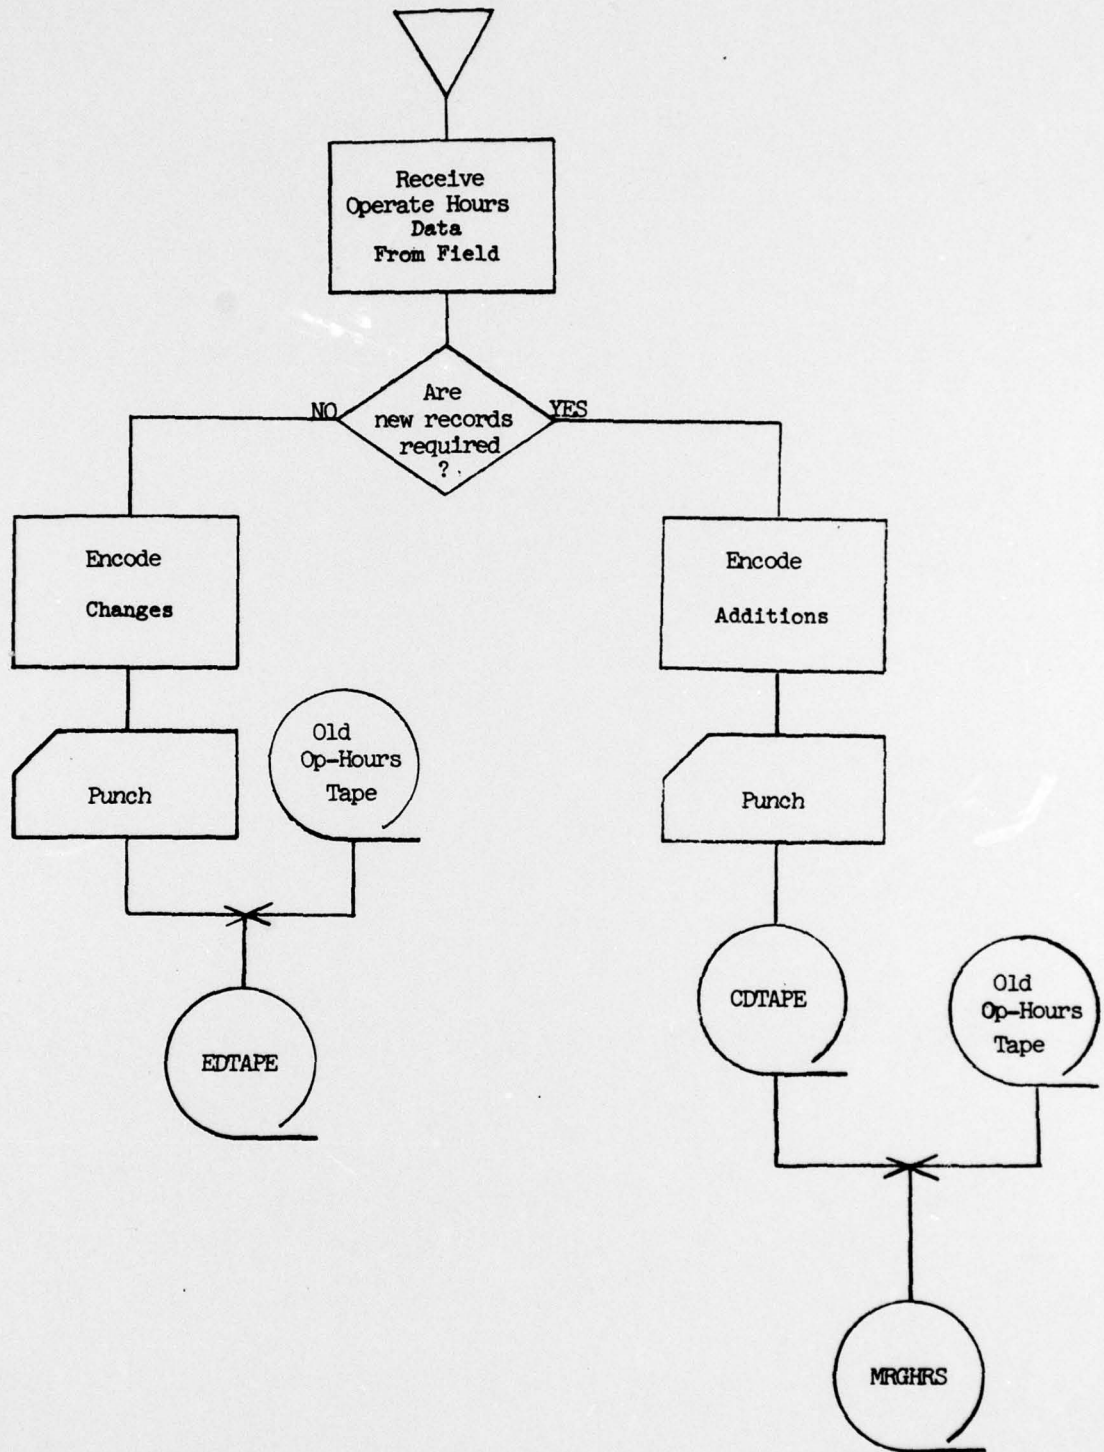 Receive
Operate Hours
Data
From Field
Are
new records
required
?
NO
YES
Encode
Changes
Encode
Additions
Punch
Old
Op-Hours
Tape
Punch
EDTAPE
CDTAPE
Old
Op-Hours
Tape
MRGHRS